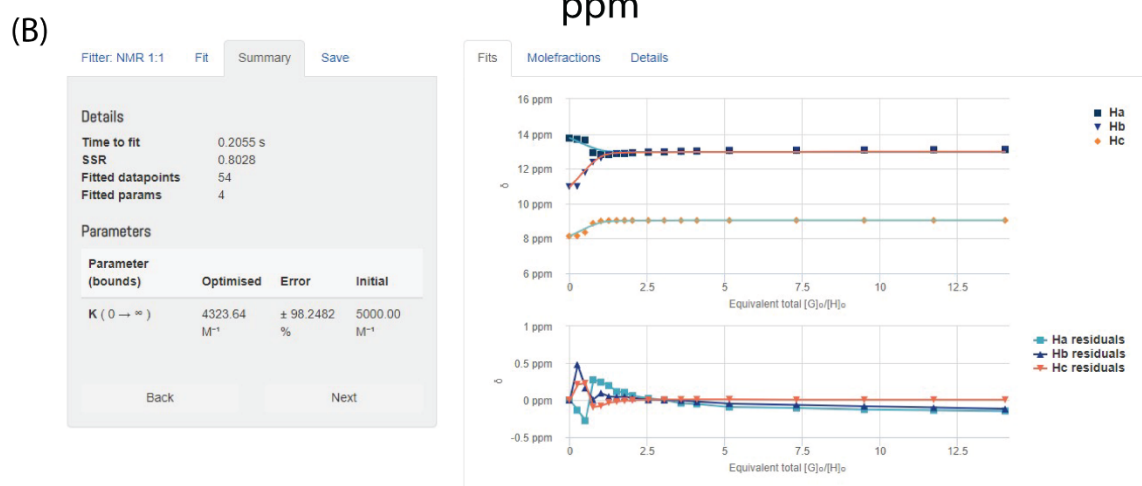 ppm
(B)
Fitter: NMR 1:1 Fit Summary Save
Details
Time to fit 0.2055 s
SSR 0.8028
Fitted datapoints 54
Fitted params 4
Parameters
Parameter (bounds) Optimised Error Initial
K ( 0 → ∞ ) 4323.64 M⁻¹ ± 98.2482 % 5000.00 M⁻¹
Back Next
Fits Molefractions Details
16 ppm
14 ppm
12 ppm
10 ppm
8 ppm
6 ppm
δ
0 2.5 5 7.5 10 12.5
Equivalent total [G]₀/[H]₀
Ha
Hb
Hc
1 ppm
0.5 ppm
0 ppm
-0.5 ppm
δ
0 2.5 5 7.5 10 12.5
Equivalent total [G]₀/[H]₀
Ha residuals
Hb residuals
Hc residuals